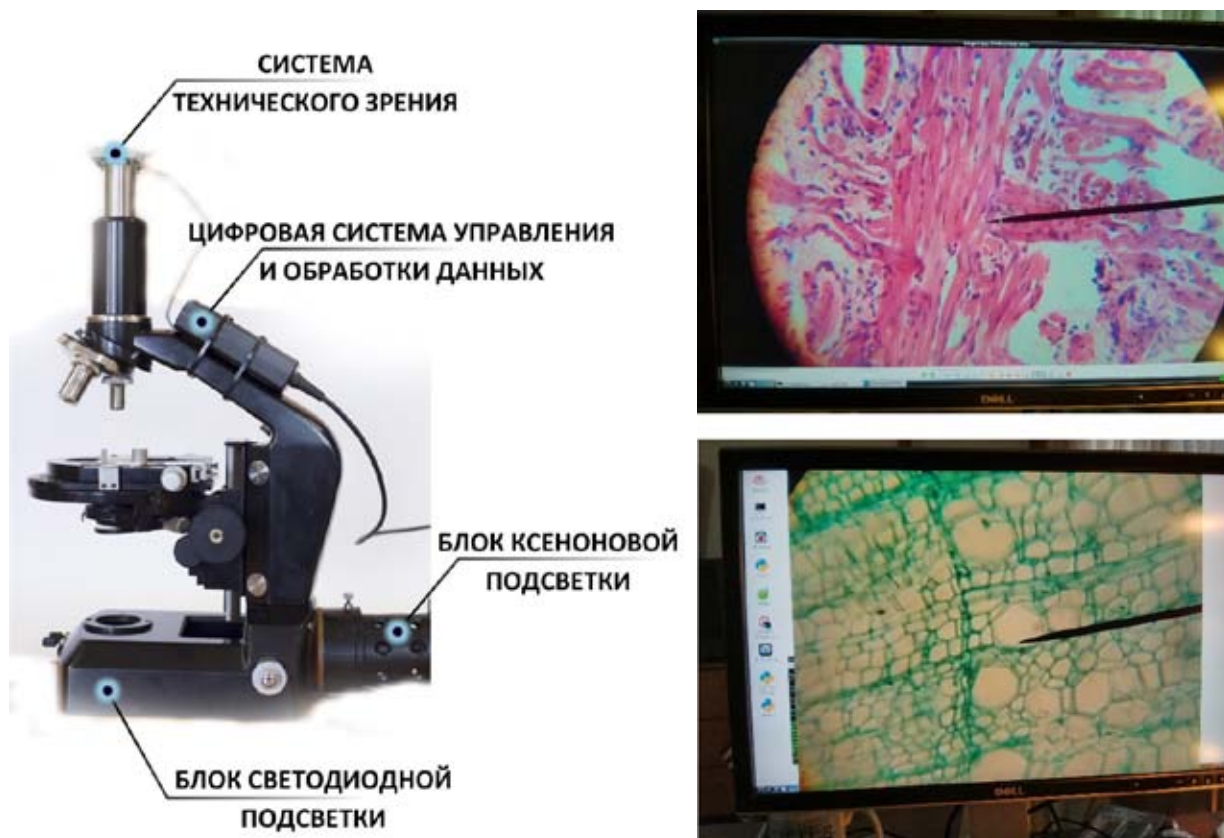 СИСТЕМА
ТЕХНИЧЕСКОГО ЗРЕНИЯ
ЦИФРОВАЯ СИСТЕМА УПРАВЛЕНИЯ
И ОБРАБОТКИ ДАННЫХ
БЛОК КСЕНОНОВОЙ
ПОДСВЕТКИ
БЛОК СВЕТОДИОДНОЙ
ПОДСВЕТКИ
DELL
DELL